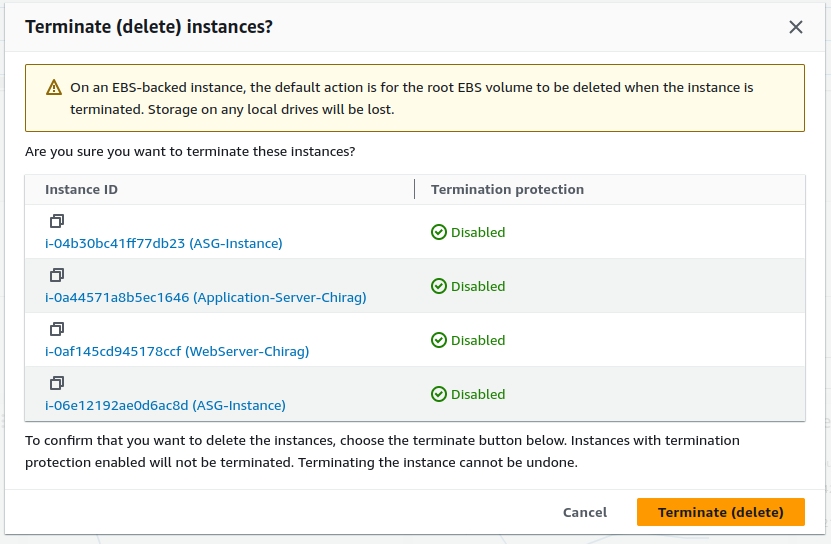 Terminate (delete) instances?
On an EBS-backed instance, the default action is for the root EBS volume to be deleted when the instance is
terminated. Storage on any local drives will be lost.
Are you sure you want to terminate these instances?
Instance ID
Termination protection
i-04b30bc41ff77db23 (ASG-Instance)
Disabled
i-0a44571a8b5ec1646 (Application-Server-Chirag)
Disabled
i-0af145cd945178ccf (WebServer-Chirag)
Disabled
i-06e12192ae0d6ac8d (ASG-Instance)
Disabled
To confirm that you want to delete the instances, choose the terminate button below. Instances with termination
protection enabled will not be terminated. Terminating the instance cannot be undone.
Cancel
Terminate (delete)